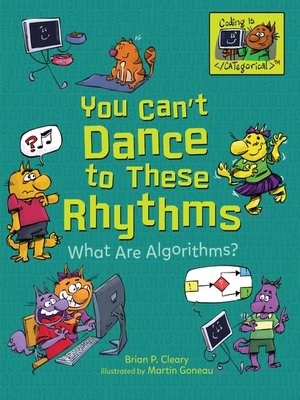 Coding Is
</CATegorical>™
You Can't
Dance
to These
Rhythms
What Are Algorithms?
? ♫
Brian P. Cleary
illustrated by Martin Goneau